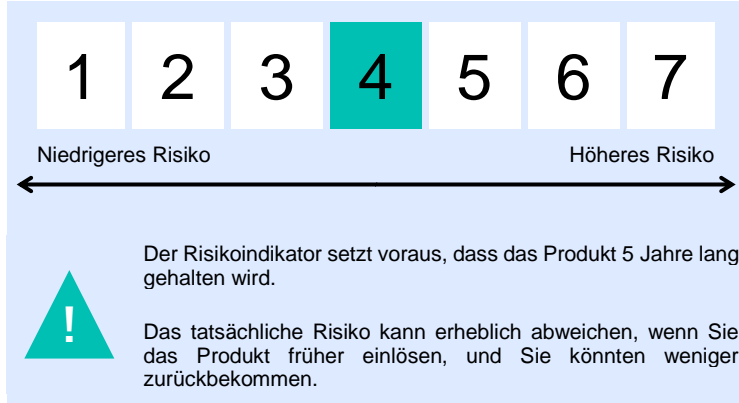 1 2 3 4 5 6 7
Niedrigeres Risiko Höheres Risiko
Der Risikoindikator setzt voraus, dass das Produkt 5 Jahre lang
gehalten wird.
!
Das tatsächliche Risiko kann erheblich abweichen, wenn Sie
das Produkt früher einlösen, und Sie könnten weniger
zurückbekommen.